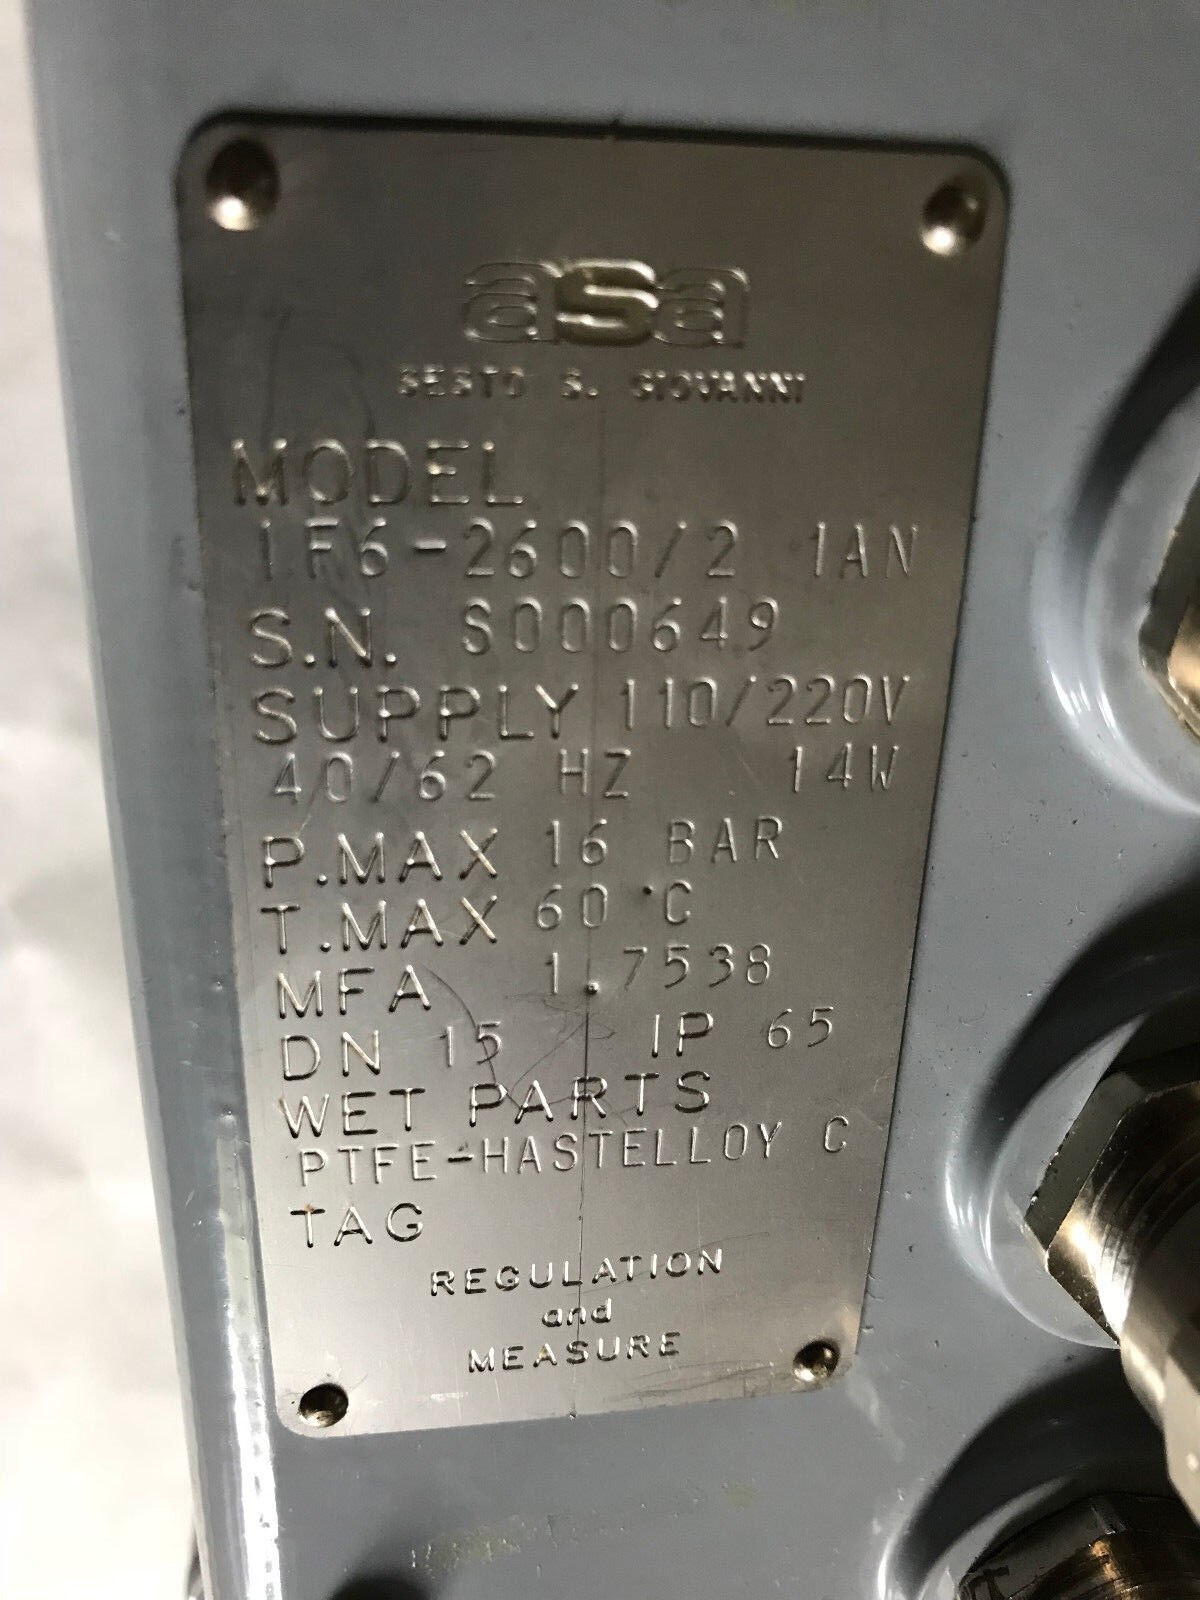 asa
SESTO S. GIOVANNI
MODEL
1F6-2600/2 1AN
S.N. S000649
SUPPLY 110/220V
40/62 HZ 14W
P.MAX 16 BAR
T.MAX 60 °C
MFA 1.7538
DN 15 IP 65
WET PARTS
PTFE-HASTELLOY C
TAG
REGULATION
and
MEASURE